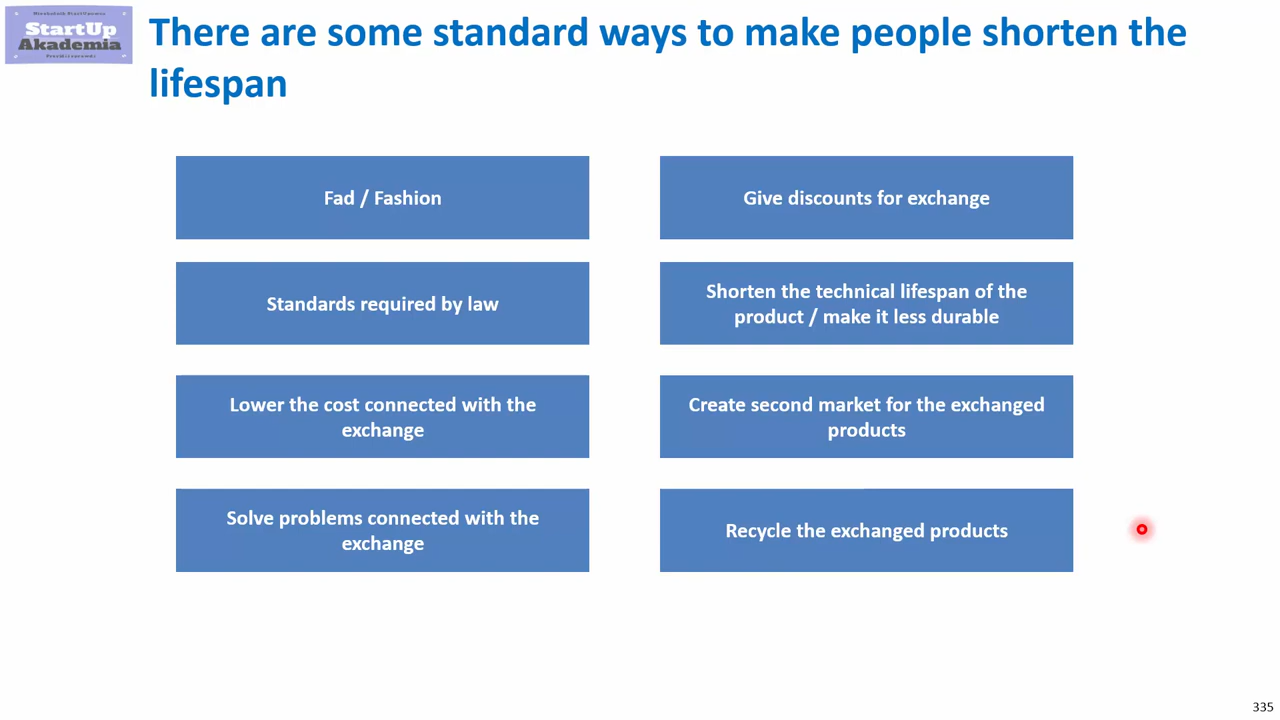 StartUp
Akademia
There are some standard ways to make people shorten the
lifespan
Fad / Fashion
Give discounts for exchange
Standards required by law
Shorten the technical lifespan of the
product / make it less durable
Lower the cost connected with the
exchange
Create second market for the exchanged
products
Solve problems connected with the
exchange
Recycle the exchanged products
335